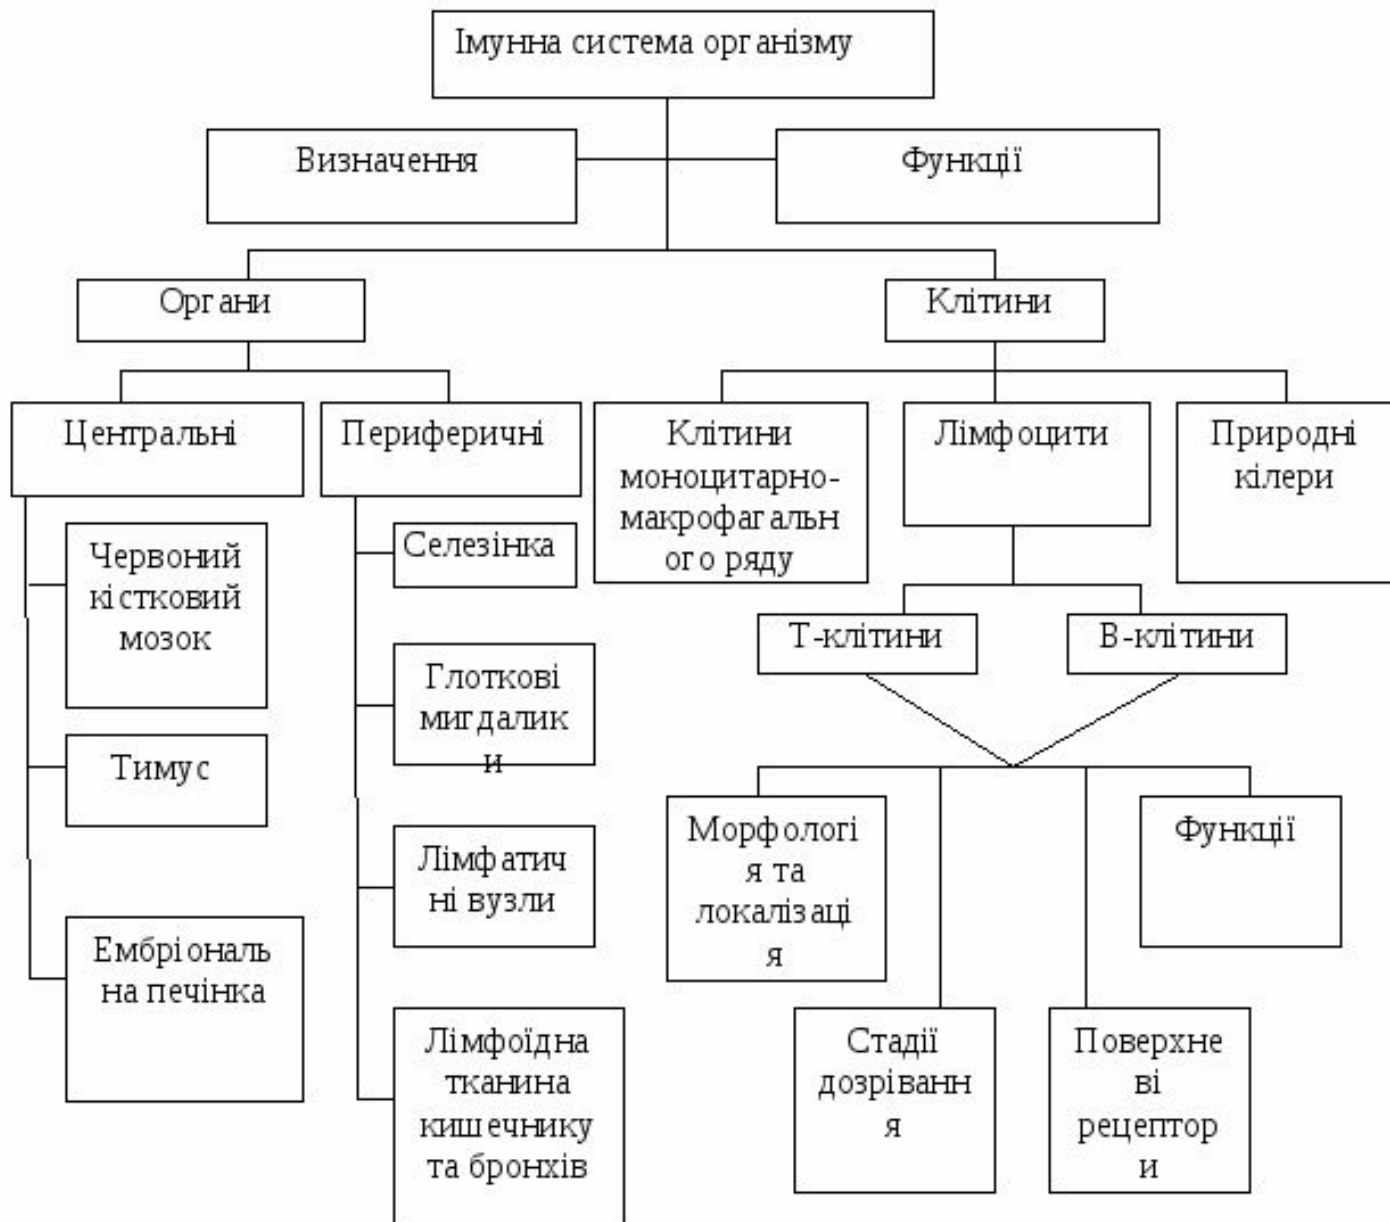 Імунна система організму
Визначення
Функції
Органи
Клітини
Центральні
Периферичні
Клітини
моноцитарно-
макрофагальн
ого ряду
Лімфоцити
Природні
кілери
Червоний
кістковий
мозок
Тимус
Ембріональ
на печінка
Селезінка
Глоткові
мигдалик
и
Лімфатич
ні вузли
Лімфоїдна
тканина
кишечнику
та бронхів
Т-клітини
В-клітини
Морфологі
я та
локалізаці
я
Стадії
дозріванн
я
Поверхне
ві
рецептор
и
Функції